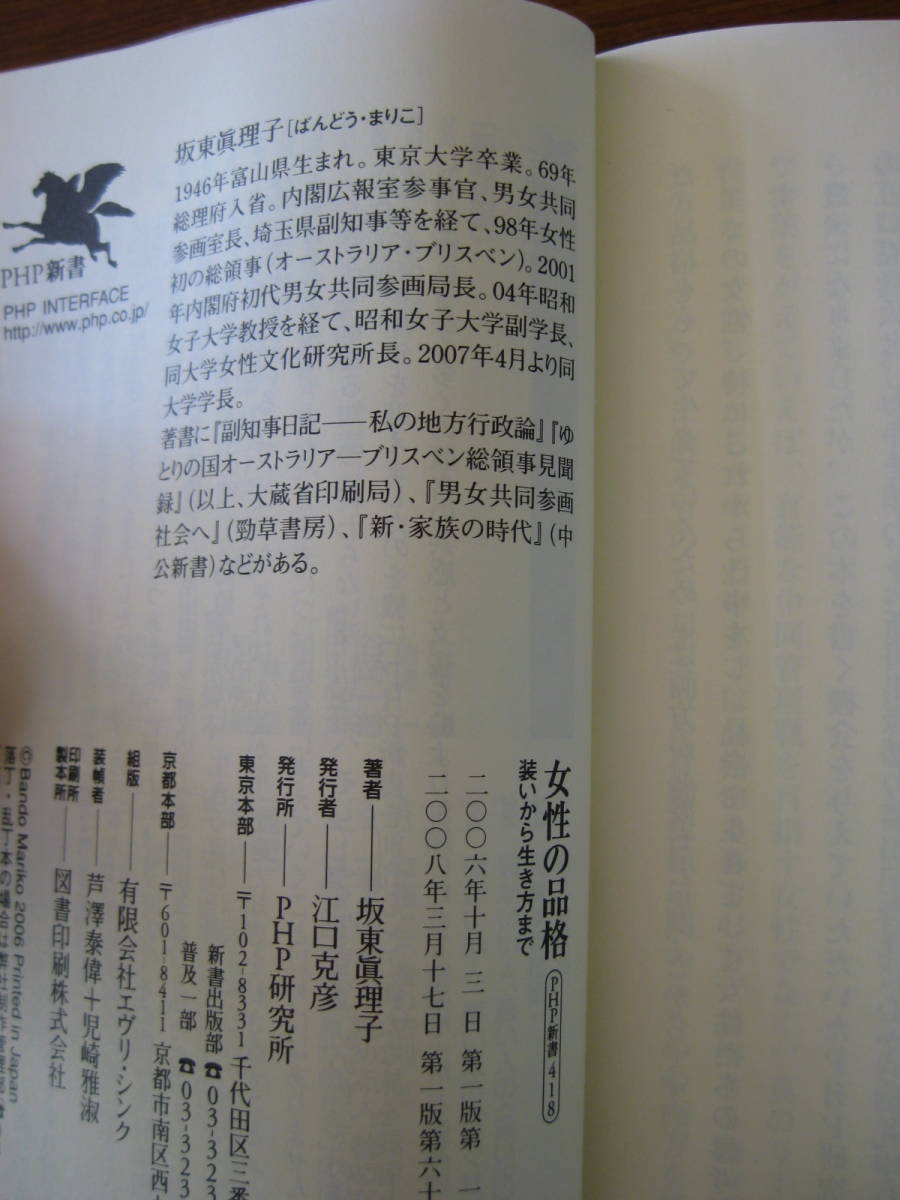 坂東眞理子[ばんどう・まりこ]
1946年富山県生まれ。東京大学卒業。69年
総理府入省。内閣広報室参事官、男女共同
参画室長、埼玉県副知事等を経て、98年女性
初の総領事(オーストラリア・ブリスベン)。2001
年内閣府初代男女共同参画局長。04年昭和
女子大学教授を経て、昭和女子大学副学長、
同大学女性文化研究所長。2007年4月より同
大学学長。
著書に『副知事日記――私の地方行政論』『ゆ
とりの国オーストラリア―ブリスベン総領事見聞
録』(以上、大蔵省印刷局)、『男女共同参画
社会へ』(勁草書房)、『新・家族の時代』(中
公新書)などがある。
PHP新書
PHP INTERFACE
http://www.php.co.jp/
女性の品格 PHP新書 418
装いから生き方まで
二〇〇六年十月 三 日 第一版第 一
二〇〇八年三月十七日 第一版第六十
著者――坂東眞理子
発行者――江口克彦
発行所――PHP研究所
東京本部――〒102-8331 千代田区三番
新書出版部 ☎03-323
普及一部 ☎03-323
京都本部――〒601-8411 京都市南区西
組版――有限会社エヴリ・シンク
装幀者――芦澤泰偉+児崎雅淑
印刷所
製本所――図書印刷株式会社
©Bando Mariko 2006 Printed in Japan
落丁・乱丁本の場合は弊社制作管理部